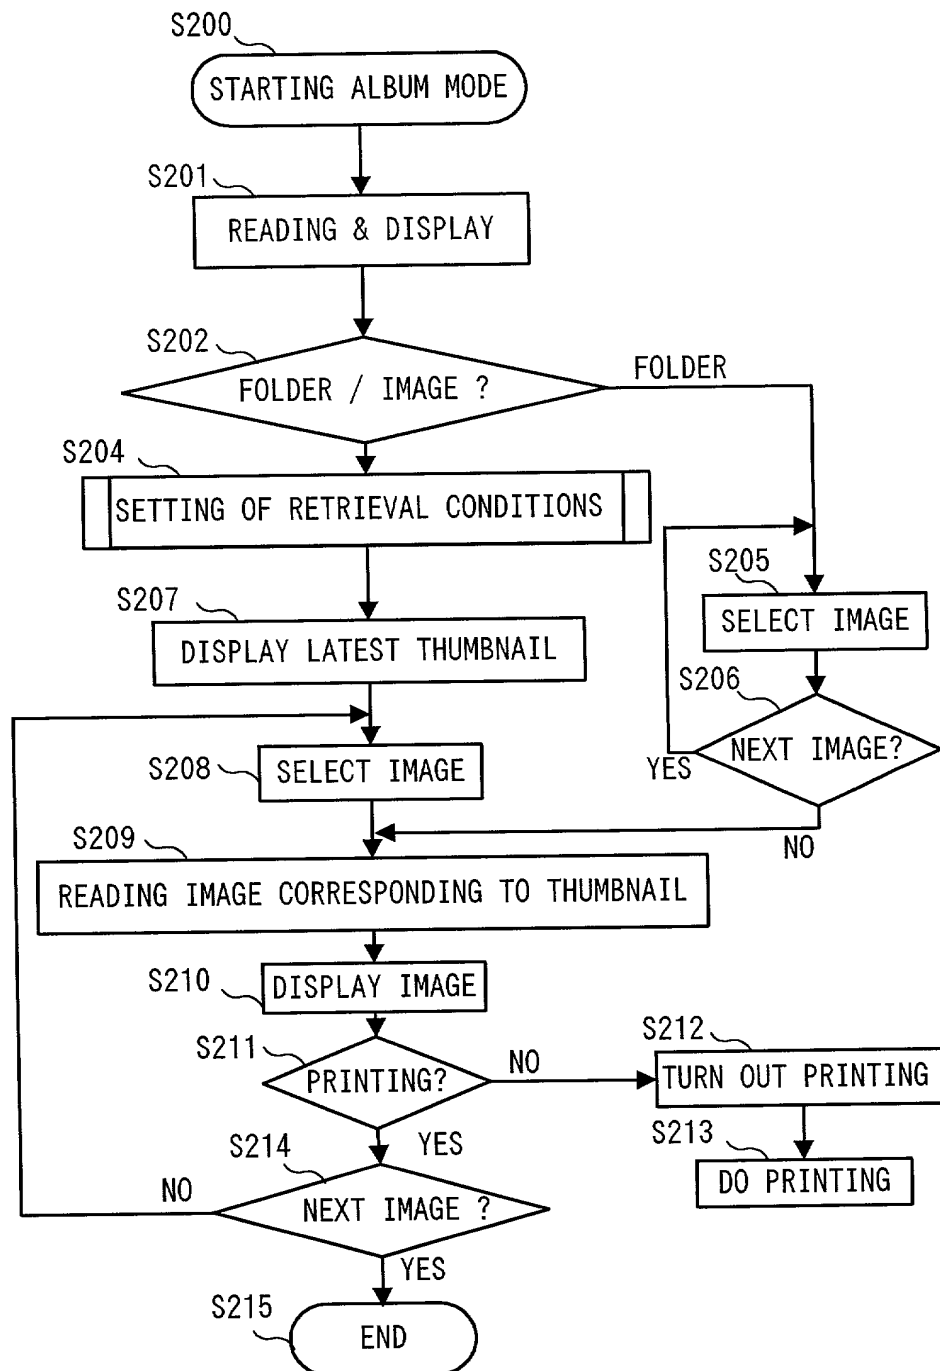 S200
STARTING ALBUM MODE
S201
READING & DISPLAY
S202
FOLDER / IMAGE ?
FOLDER
S204
SETTING OF RETRIEVAL CONDITIONS
S205
SELECT IMAGE
S206
NEXT IMAGE?
YES
NO
S207
DISPLAY LATEST THUMBNAIL
S208
SELECT IMAGE
S209
READING IMAGE CORRESPONDING TO THUMBNAIL
S210
DISPLAY IMAGE
S211
PRINTING?
NO
S212
TURN OUT PRINTING
S213
DO PRINTING
YES
S214
NEXT IMAGE ?
NO
YES
S215
END